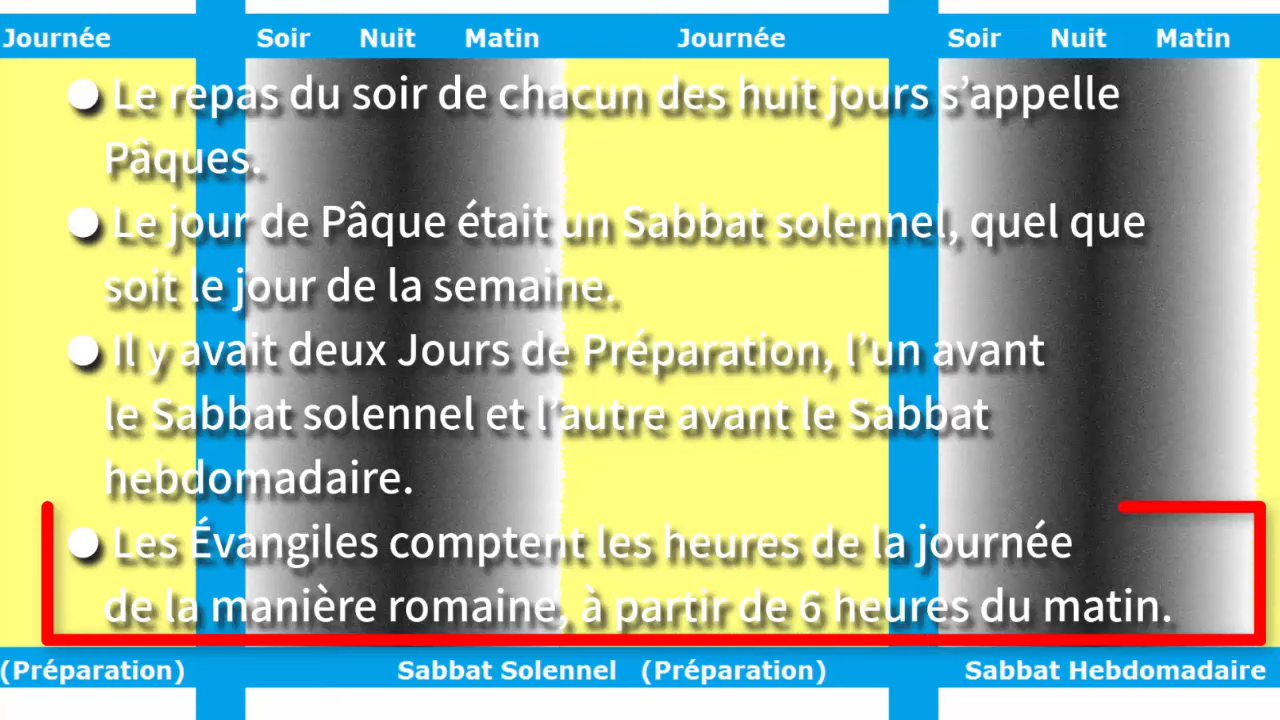 Journée Soir Nuit Matin Journée Soir Nuit Matin
● Le repas du soir de chacun des huit jours s’appelle
Pâques.
● Le jour de Pâque était un Sabbat solennel, quel que
soit le jour de la semaine.
● Il y avait deux Jours de Préparation, l’un avant
le Sabbat solennel et l’autre avant le Sabbat
hebdomadaire.
● Les Évangiles comptent les heures de la journée
de la manière romaine, à partir de 6 heures du matin.
(Préparation) Sabbat Solennel (Préparation) Sabbat Hebdomadaire